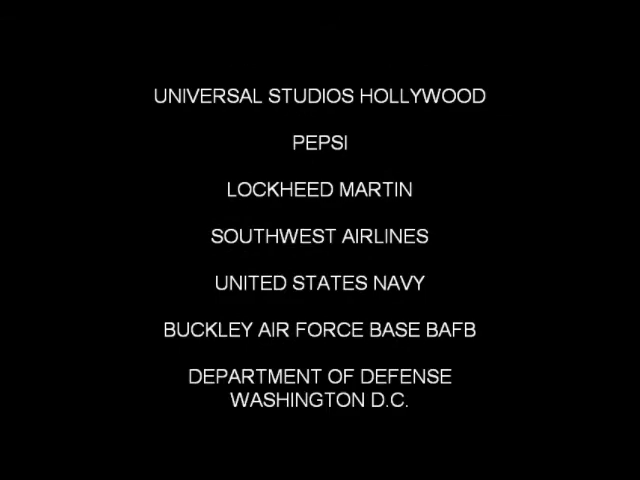 UNIVERSAL STUDIOS HOLLYWOOD
PEPSI
LOCKHEED MARTIN
SOUTHWEST AIRLINES
UNITED STATES NAVY
BUCKLEY AIR FORCE BASE BAFB
DEPARTMENT OF DEFENSE
WASHINGTON D.C.